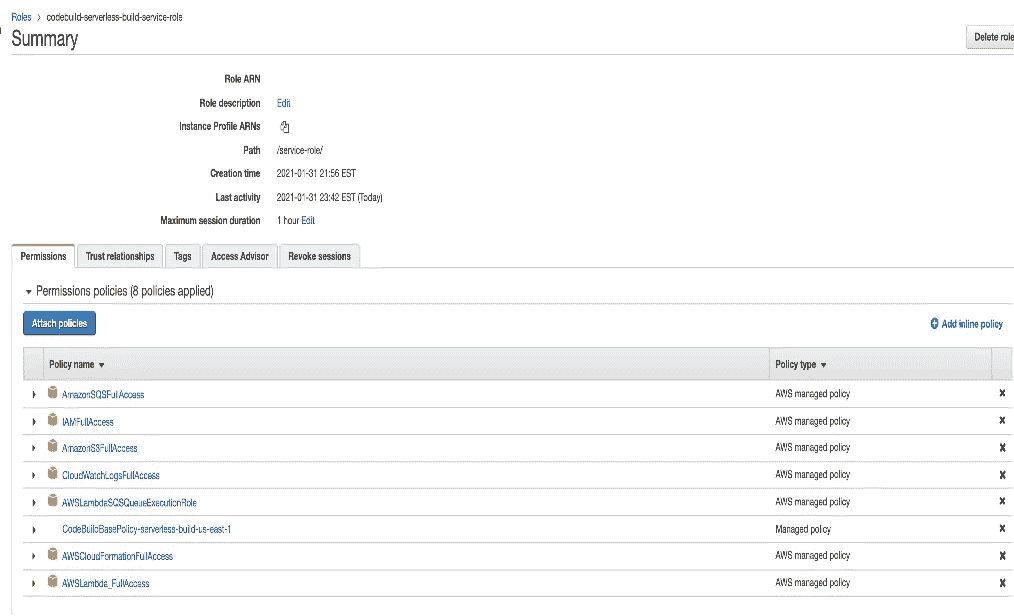 Roles > codebuild-serverless-build-service-role
Summary
Delete role
Role ARN
Role description Edit
Instance Profile ARNs
Path /service-role/
Creation time 2021-01-31 21:56 EST
Last activity 2021-01-31 23:42 EST (Today)
Maximum session duration 1 hour Edit
Permissions Trust relationships Tags Access Advisor Revoke sessions
Permissions policies (8 policies applied)
Attach policies Add inline policy
Policy name Policy type
AmazonSQSFullAccess AWS managed policy
IAMFullAccess AWS managed policy
AmazonS3FullAccess AWS managed policy
CloudWatchLogsFullAccess AWS managed policy
AWSLambdaSQSQueueExecutionRole AWS managed policy
CodeBuildBasePolicy-serverless-build-us-east-1 Managed policy
AWSCloudFormationFullAccess AWS managed policy
AWSLambda_FullAccess AWS managed policy